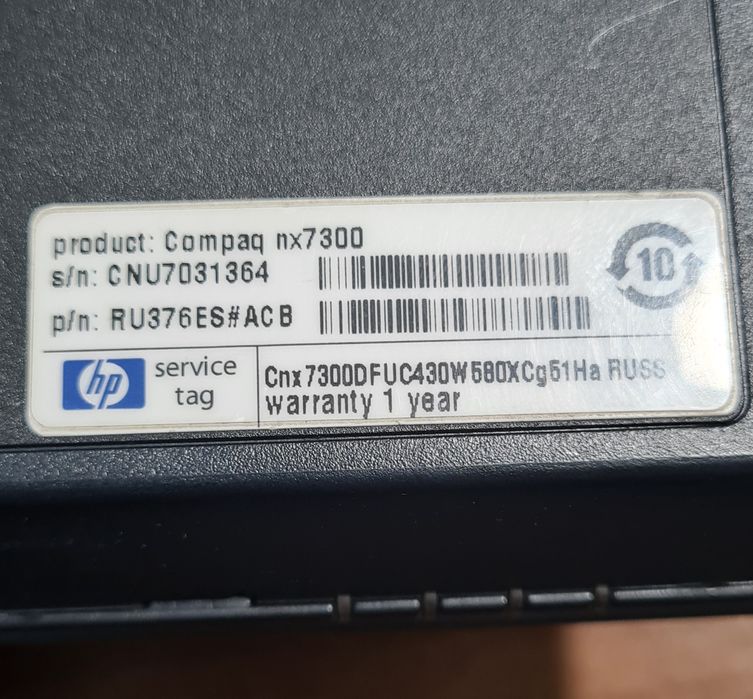 product: Compaq nx7300
s/n: CNU7031364
10
p/n: RU376ES#ACB
hp
service
tag
Cnx7300DFUC430W580XCg51Ha RUSS
warranty 1 year